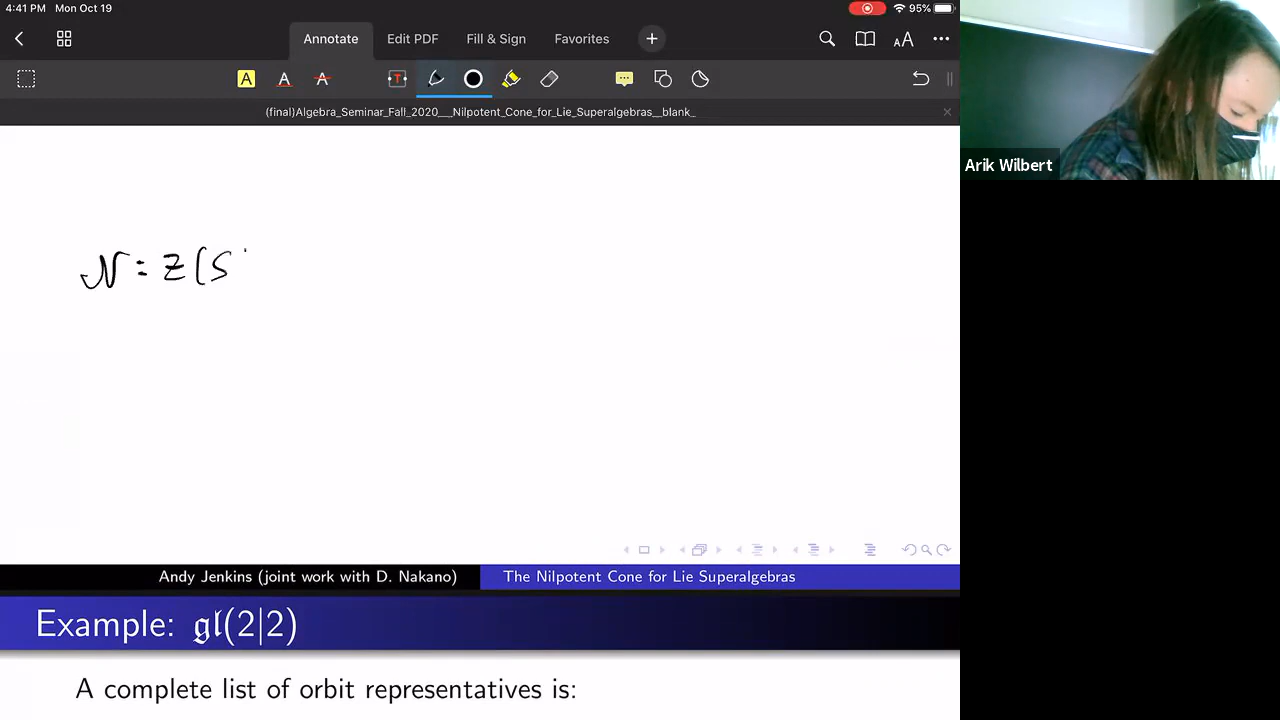 4:41 PM Mon Oct 19
95%
Annotate Edit PDF Fill & Sign Favorites
A A A T AA
(final)Algebra_Seminar_Fall_2020___Nilpotent_Cone_for_Lie_Superalgebras__blank_
Arik Wilbert
𝒩 = Z(S
Andy Jenkins (joint work with D. Nakano) The Nilpotent Cone for Lie Superalgebras
Example: 𝔤𝔩(2|2)
A complete list of orbit representatives is: